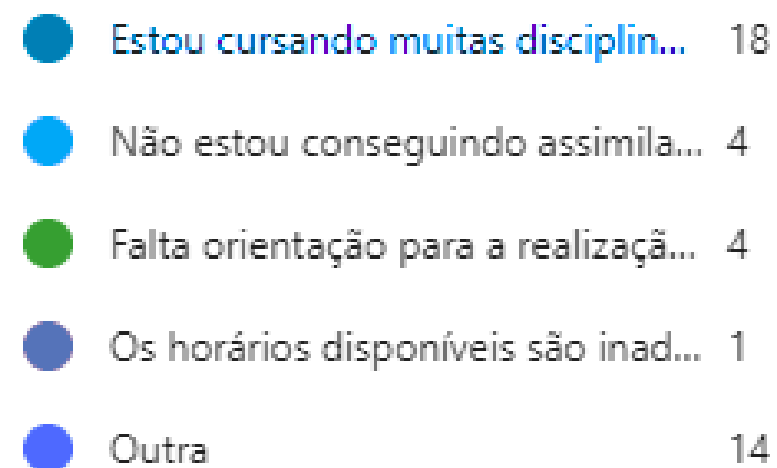 Estou cursando muitas disciplin... 18
Não estou conseguindo assimila... 4
Falta orientação para a realizaçã... 4
Os horários disponíveis são inad... 1
Outra 14